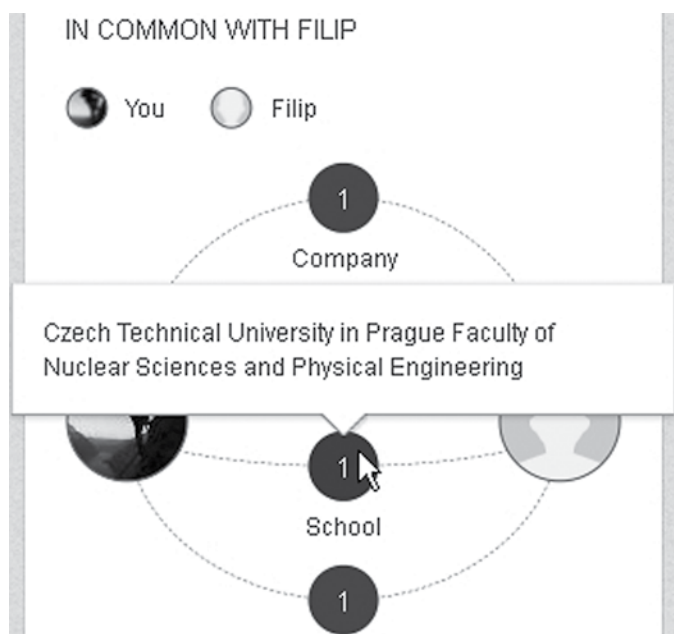 IN COMMON WITH FILIP
You Filip
1
Company
Czech Technical University in Prague Faculty of
Nuclear Sciences and Physical Engineering
1
School
1